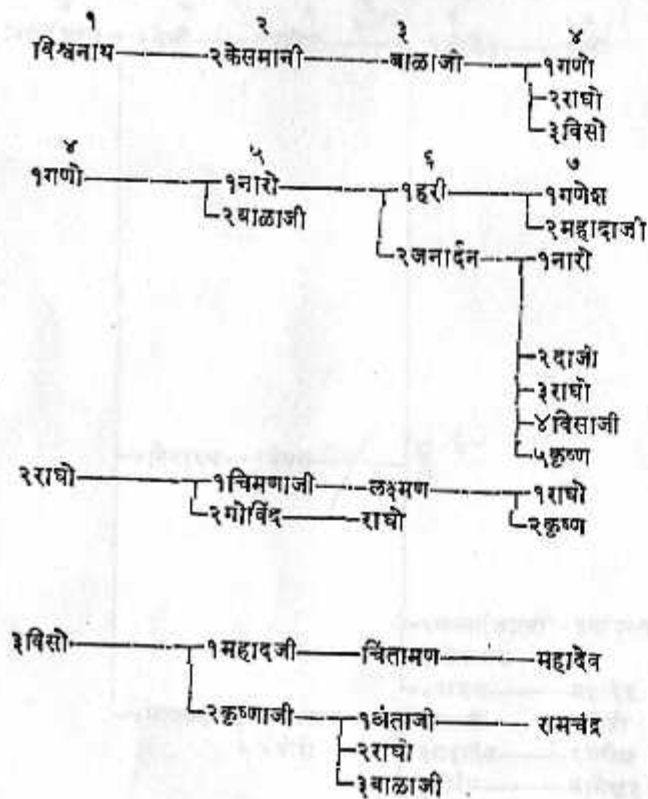 १ २ ३ ४
विश्वनाथ २केसमानी बाळाजी १गणो
२राघो
३विसो
४ ५ ६ ७
१गणो १नारो १हरी १गणेश
२बाळाजी २महादाजी
२जनार्दन १नारो
२दाजी
३राघो
४विसाजी
५कृष्ण
२राघो १चिमणाजी लक्ष्मण १राघो
२गोविंद राघो २कृष्ण
३विसो १महादजी चिंतामण महादेव
२कृष्णाजी १अंताजी रामचंद्र
२राघो
३बाळाजी